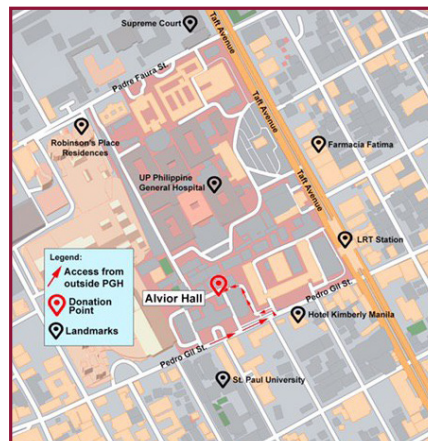 Supreme Court
Taft Avenue
Padre Faura St.
Taft Avenue
Robinson's Place
Residences
Farmacia Fatima
UP Philippine
General Hospital
Taft Avenue
LRT Station
Legend:
Access from
outside PGH
Donation
Point
Landmarks
Alvior Hall
Pedro Gil St.
Hotel Kimberly Manila
Pedro Gil St.
St. Paul University